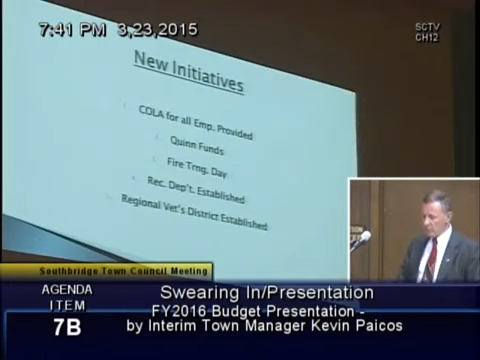 7:41 PM 3,23,2015
SCTV
CH12
New Initiatives
COLA for all Emp. Provided
Quinn Funds
Fire Trng. Day
Rec. Dep't. Established
Regional Vet's District Established
Southbridge Town Council Meeting
AGENDA
ITEM
7B
Swearing In/Presentation
FY2016 Budget Presentation -
by Interim Town Manager Kevin Paicos